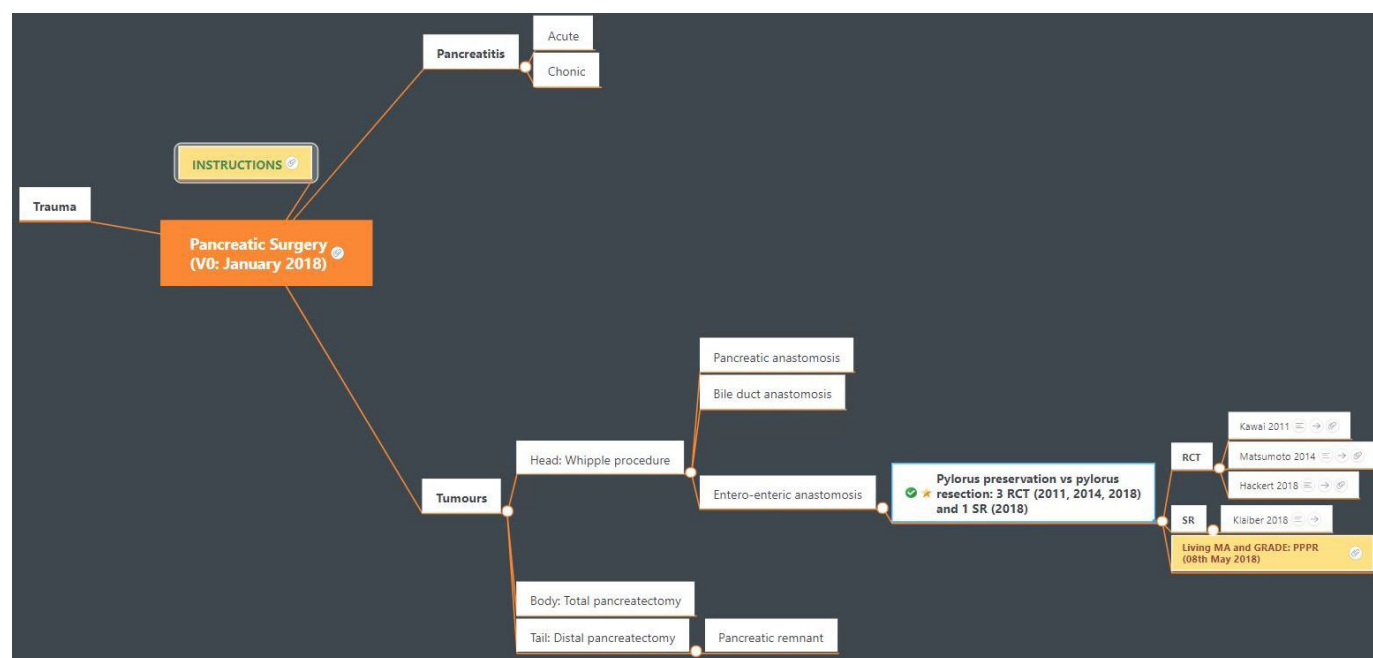 Pancreatitis
Acute
Chonic
INSTRUCTIONS
Trauma
Pancreatic Surgery
(V0: January 2018)
Tumours
Head: Whipple procedure
Pancreatic anastomosis
Bile duct anastomosis
Entero-enteric anastomosis
Pylorus preservation vs pylorus
resection: 3 RCT (2011, 2014, 2018)
and 1 SR (2018)
RCT
Kawai 2011
Matsumoto 2014
Hackert 2018
SR
Klaiber 2018
Living MA and GRADE: PPPR
(08th May 2018)
Body: Total pancreatectomy
Tail: Distal pancreatectomy
Pancreatic remnant